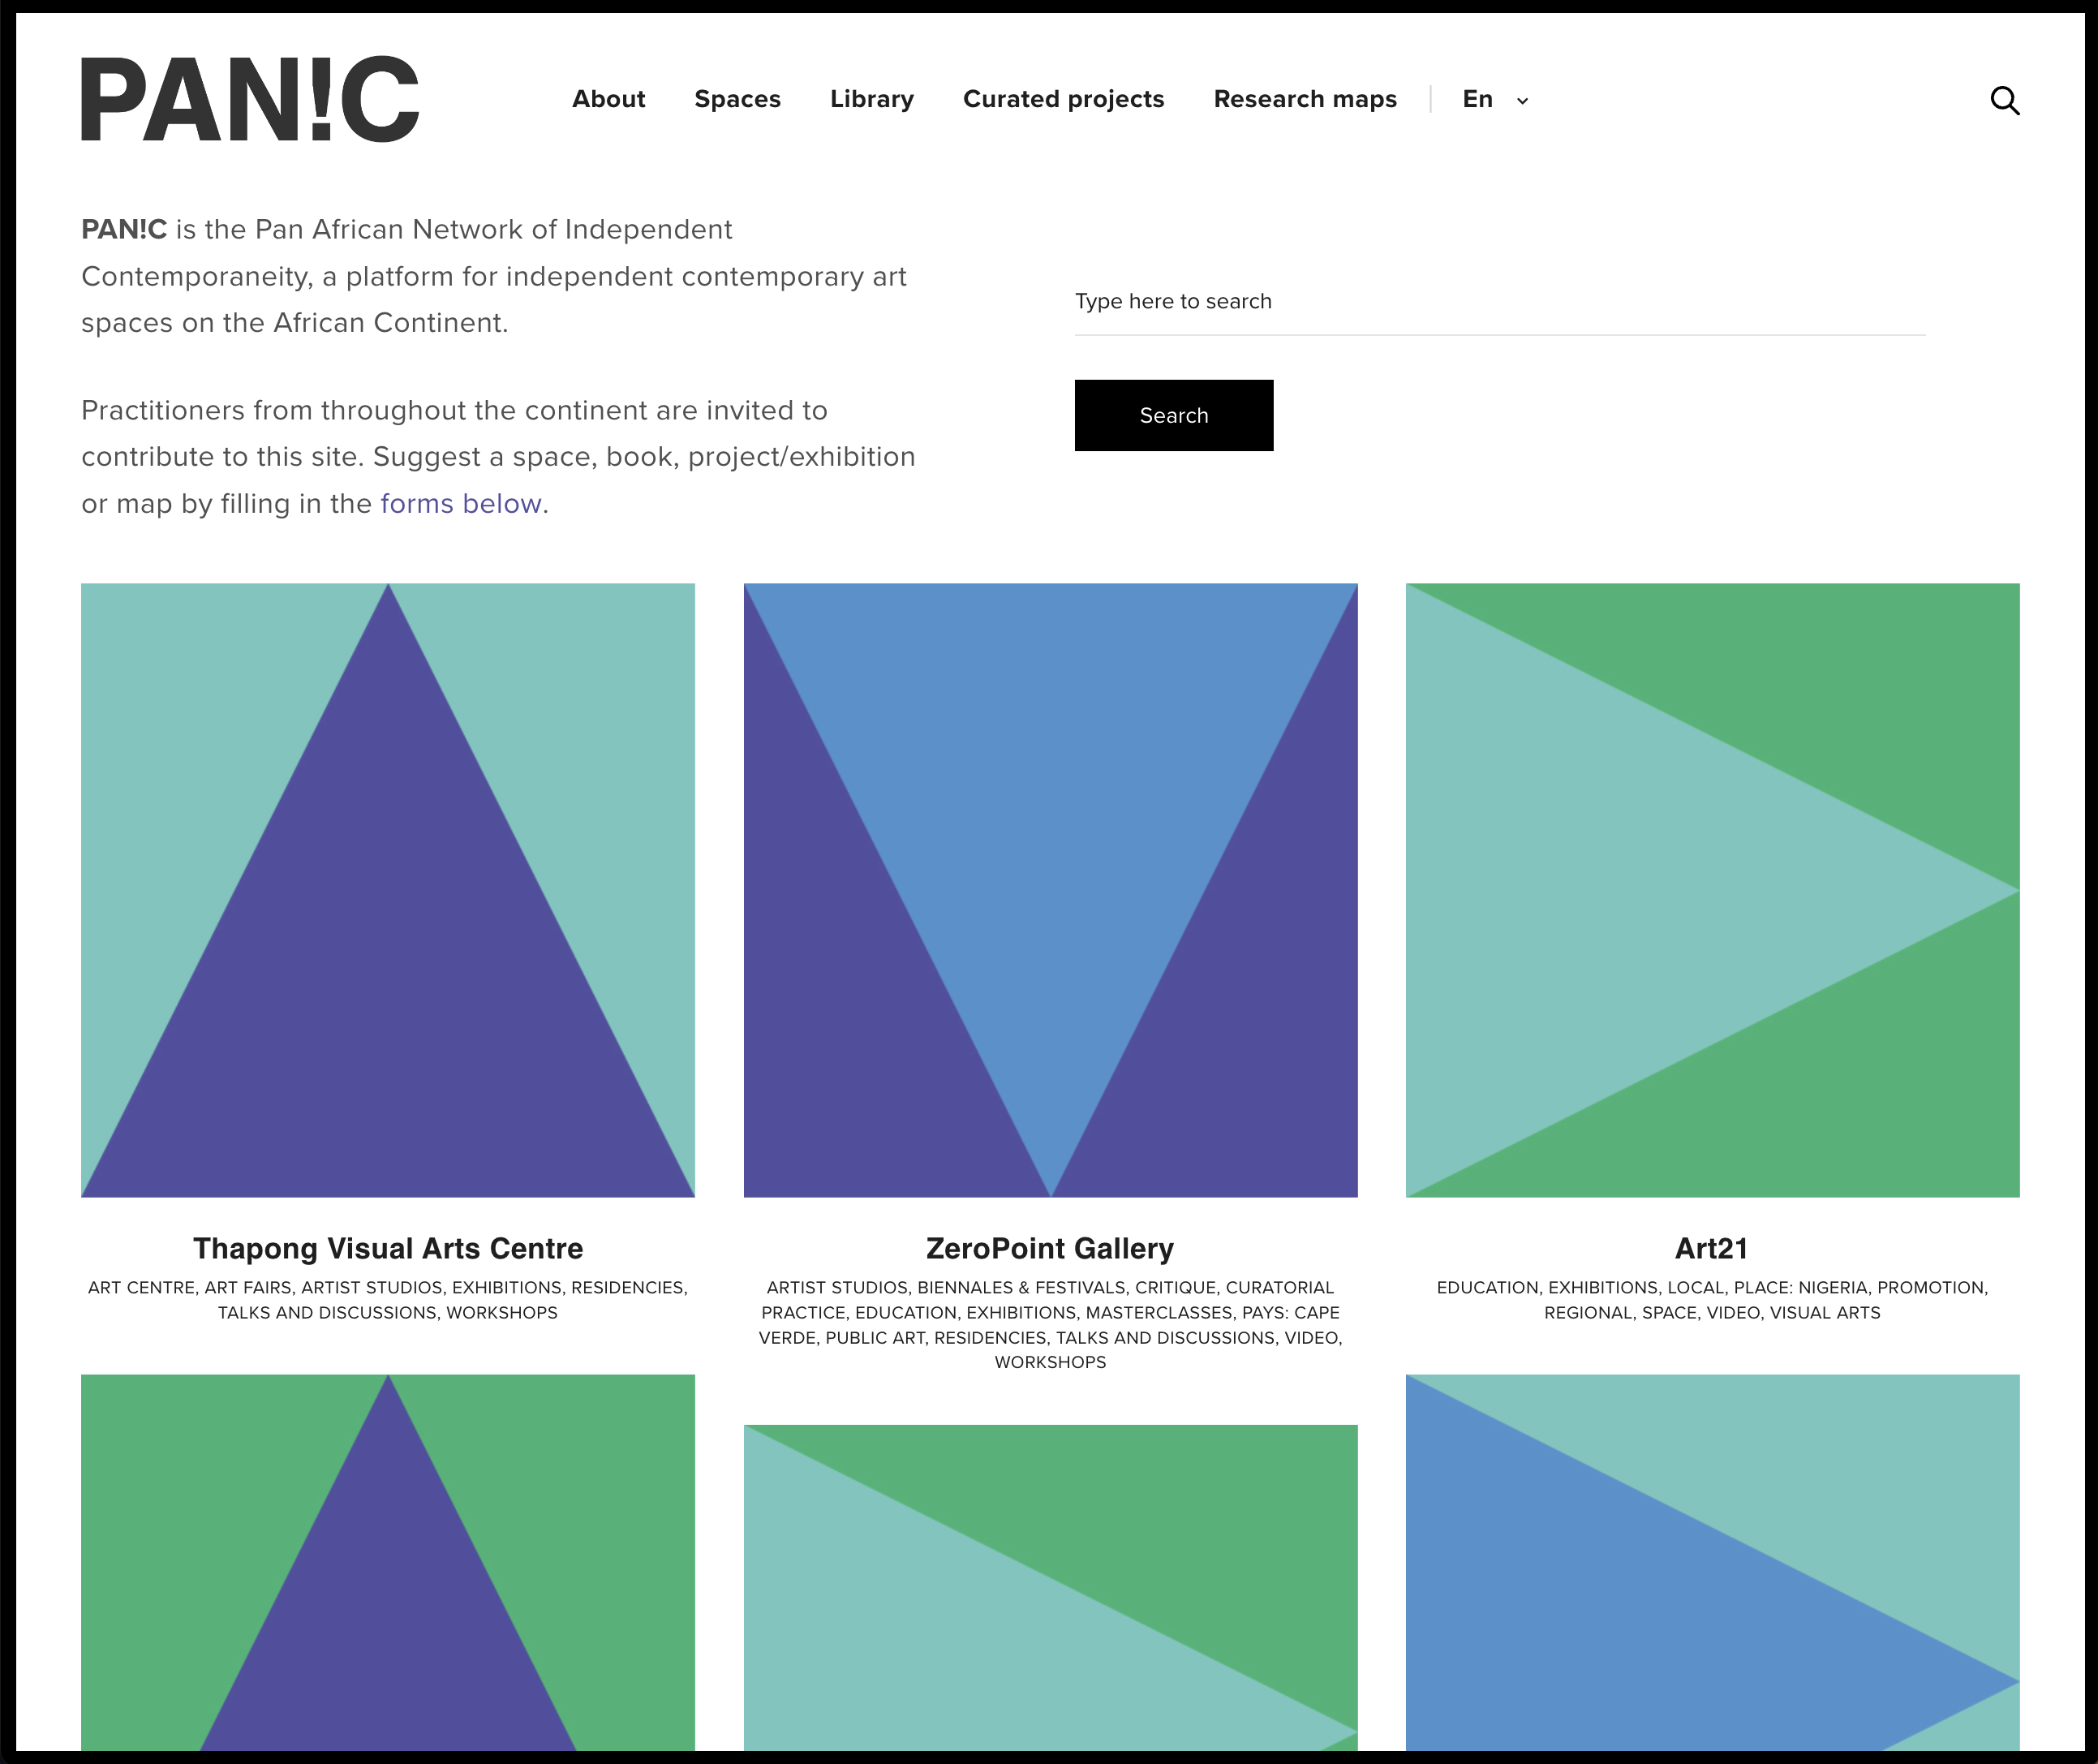 PAN!C
About Spaces Library Curated projects Research maps En
PAN!C is the Pan African Network of Independent
Contemporaneity, a platform for independent contemporary art
spaces on the African Continent.
Practitioners from throughout the continent are invited to
contribute to this site. Suggest a space, book, project/exhibition
or map by filling in the forms below.
Type here to search
Search
Thapong Visual Arts Centre
ART CENTRE, ART FAIRS, ARTIST STUDIOS, EXHIBITIONS, RESIDENCIES,
TALKS AND DISCUSSIONS, WORKSHOPS
ZeroPoint Gallery
ARTIST STUDIOS, BIENNALES & FESTIVALS, CRITIQUE, CURATORIAL
PRACTICE, EDUCATION, EXHIBITIONS, MASTERCLASSES, PAYS: CAPE
VERDE, PUBLIC ART, RESIDENCIES, TALKS AND DISCUSSIONS, VIDEO,
WORKSHOPS
Art21
EDUCATION, EXHIBITIONS, LOCAL, PLACE: NIGERIA, PROMOTION,
REGIONAL, SPACE, VIDEO, VISUAL ARTS